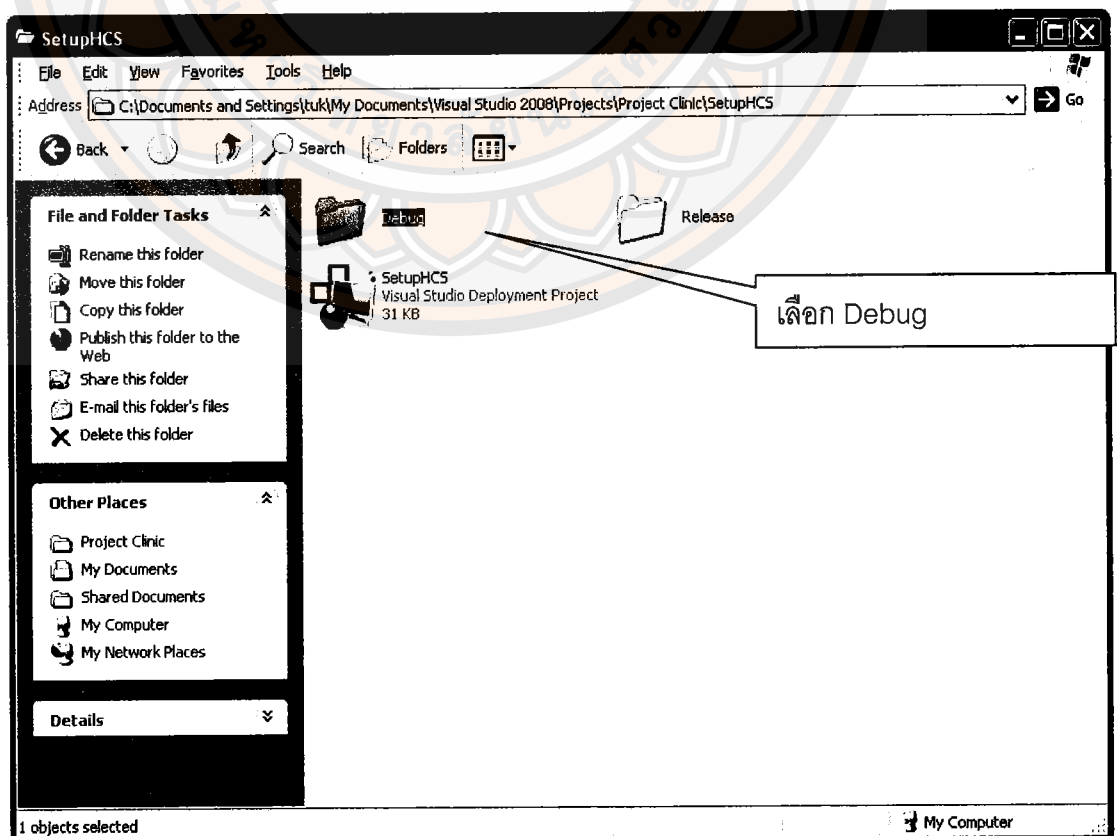 SetupHCS
File Edit View Favorites Tools Help
Address C:\Documents and Settings\tuk\My Documents\Visual Studio 2008\Projects\Project Clinic\SetupHCS Go
Back Search Folders
File and Folder Tasks
Rename this folder
Move this folder
Copy this folder
Publish this folder to the
Web
Share this folder
E-mail this folder's files
Delete this folder
Other Places
Project Clinic
My Documents
Shared Documents
My Computer
My Network Places
Details
Debug
Release
SetupHCS
Visual Studio Deployment Project
31 KB
เลือก Debug
1 objects selected
My Computer